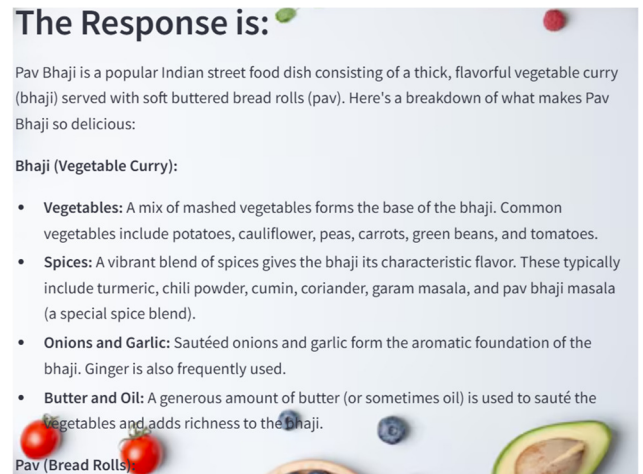 The Response is:
Pav Bhaji is a popular Indian street food dish consisting of a thick, flavorful vegetable curry
(bhaji) served with soft buttered bread rolls (pav). Here's a breakdown of what makes Pav
Bhaji so delicious:
Bhaji (Vegetable Curry):
• Vegetables: A mix of mashed vegetables forms the base of the bhaji. Common
vegetables include potatoes, cauliflower, peas, carrots, green beans, and tomatoes.
• Spices: A vibrant blend of spices gives the bhaji its characteristic flavor. These typically
include turmeric, chili powder, cumin, coriander, garam masala, and pav bhaji masala
(a special spice blend).
• Onions and Garlic: Sautéed onions and garlic form the aromatic foundation of the
bhaji. Ginger is also frequently used.
• Butter and Oil: A generous amount of butter (or sometimes oil) is used to sauté the
vegetables and adds richness to the bhaji.
Pav (Bread Rolls):